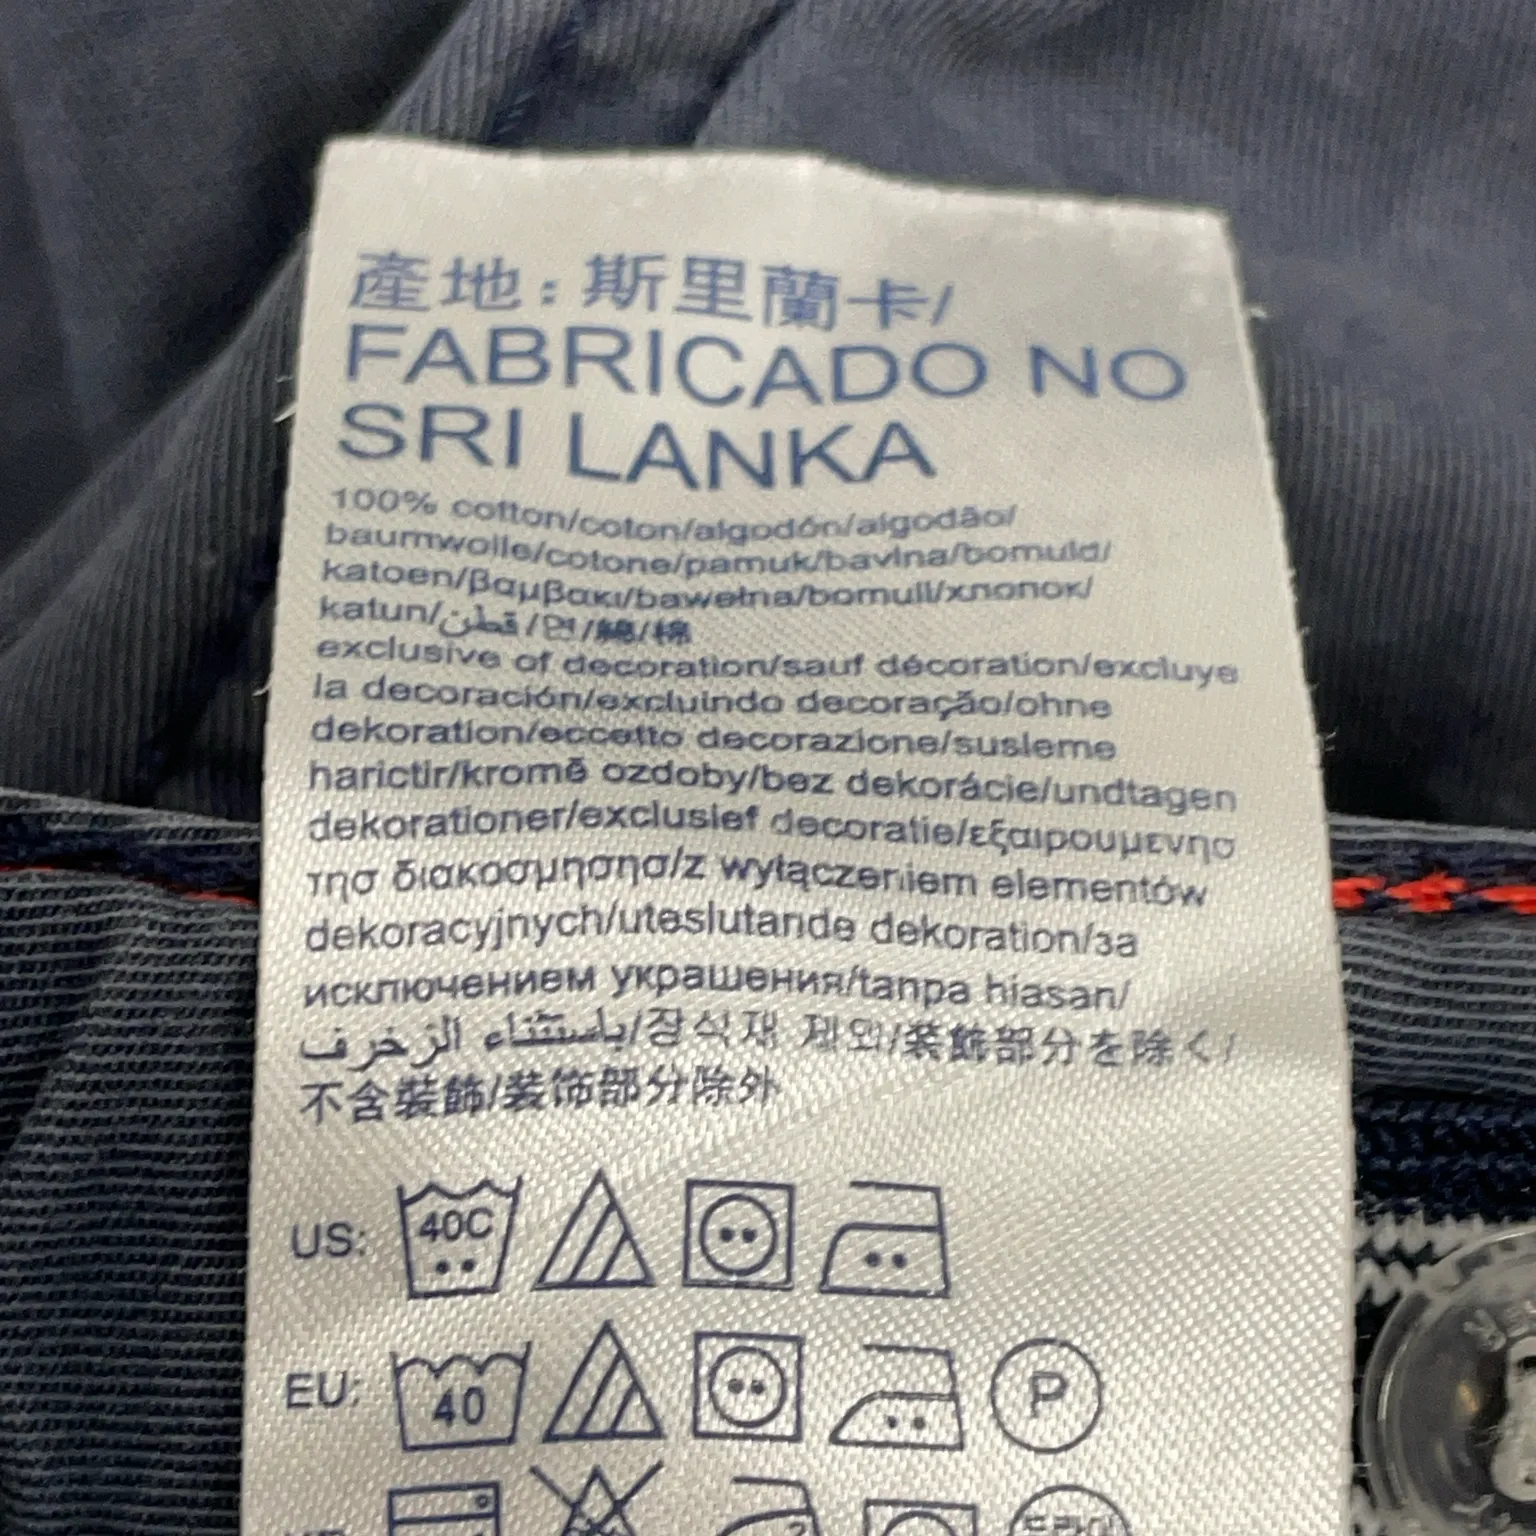 產地：斯里蘭卡/
FABRICADO NO
SRI LANKA
100% cotton/coton/algodón/algodão/
baumwolle/cotone/pamuk/bavlna/bomuld/
katoen/βαμβακι/bawełna/bomull/хлопок/
katun/قطن/면/綿/棉
exclusive of decoration/sauf décoration/excluye
la decoración/excluindo decoração/ohne
dekoration/eccetto decorazione/susleme
harictir/kromě ozdoby/bez dekorácie/undtagen
dekorationer/exclusief decoratie/εξαιρουμενησ
τησ διακοσμησησ/z wyłączeniem elementów
dekoracyjnych/uteslutande dekoration/за
исключением украшения/tanpa hiasan/
باستثناء الزخرف/장식재 제외/装飾部分を除く/
不含裝飾/装饰部分除外
US: 40C
EU: 40 P